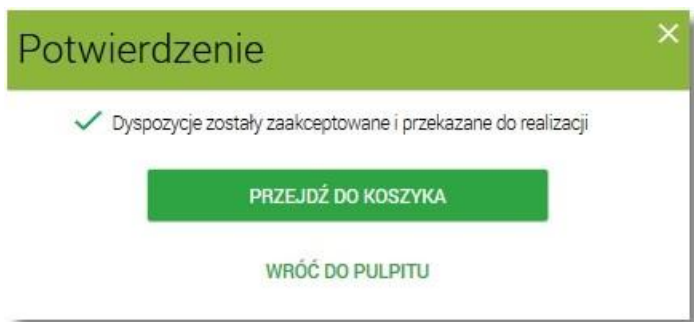 Potwierdzenie
Dyspozycje zostały zaakceptowane i przekazane do realizacji
PRZEJDŹ DO KOSZYKA
WRÓĆ DO PULPITU